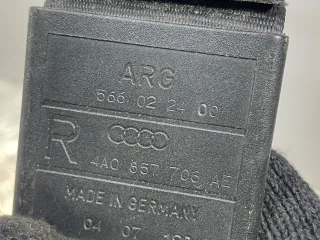 ARG
566 02 24 00
R
4A0 857 706 AE
MADE IN GERMANY
04 07